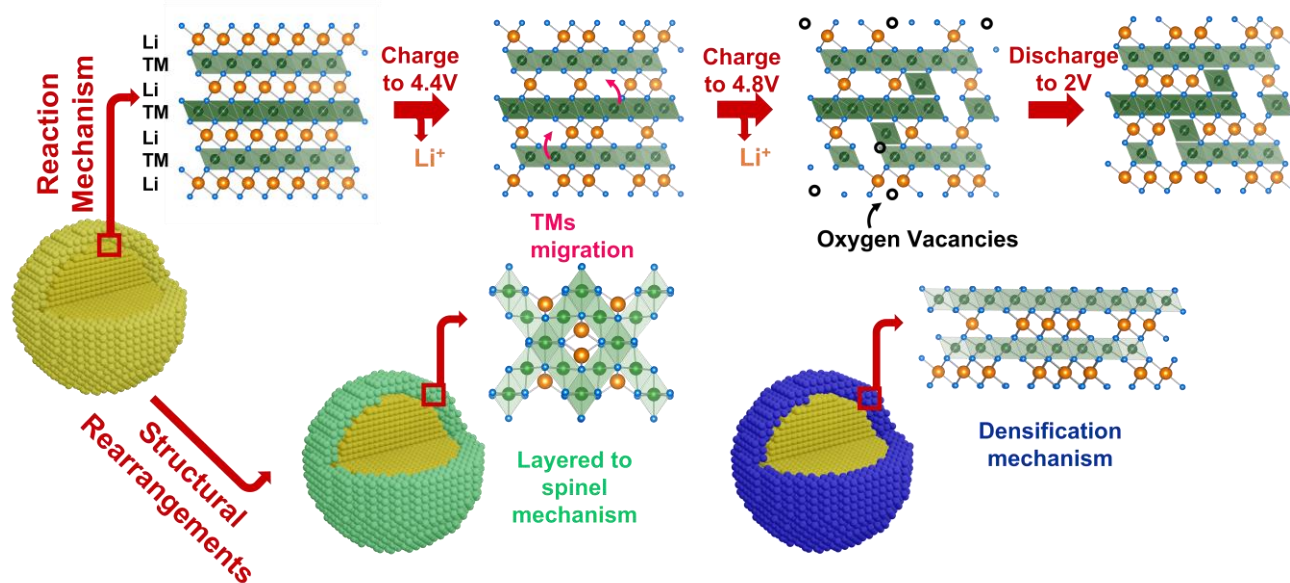 Reaction
Mechanism
Li
TM
Li
TM
Li
TM
Li
Charge
to 4.4V
Li⁺
Charge
to 4.8V
Li⁺
Discharge
to 2V
TMs
migration
Oxygen Vacancies
Structural
Rearrangements
Layered to
spinel
mechanism
Densification
mechanism